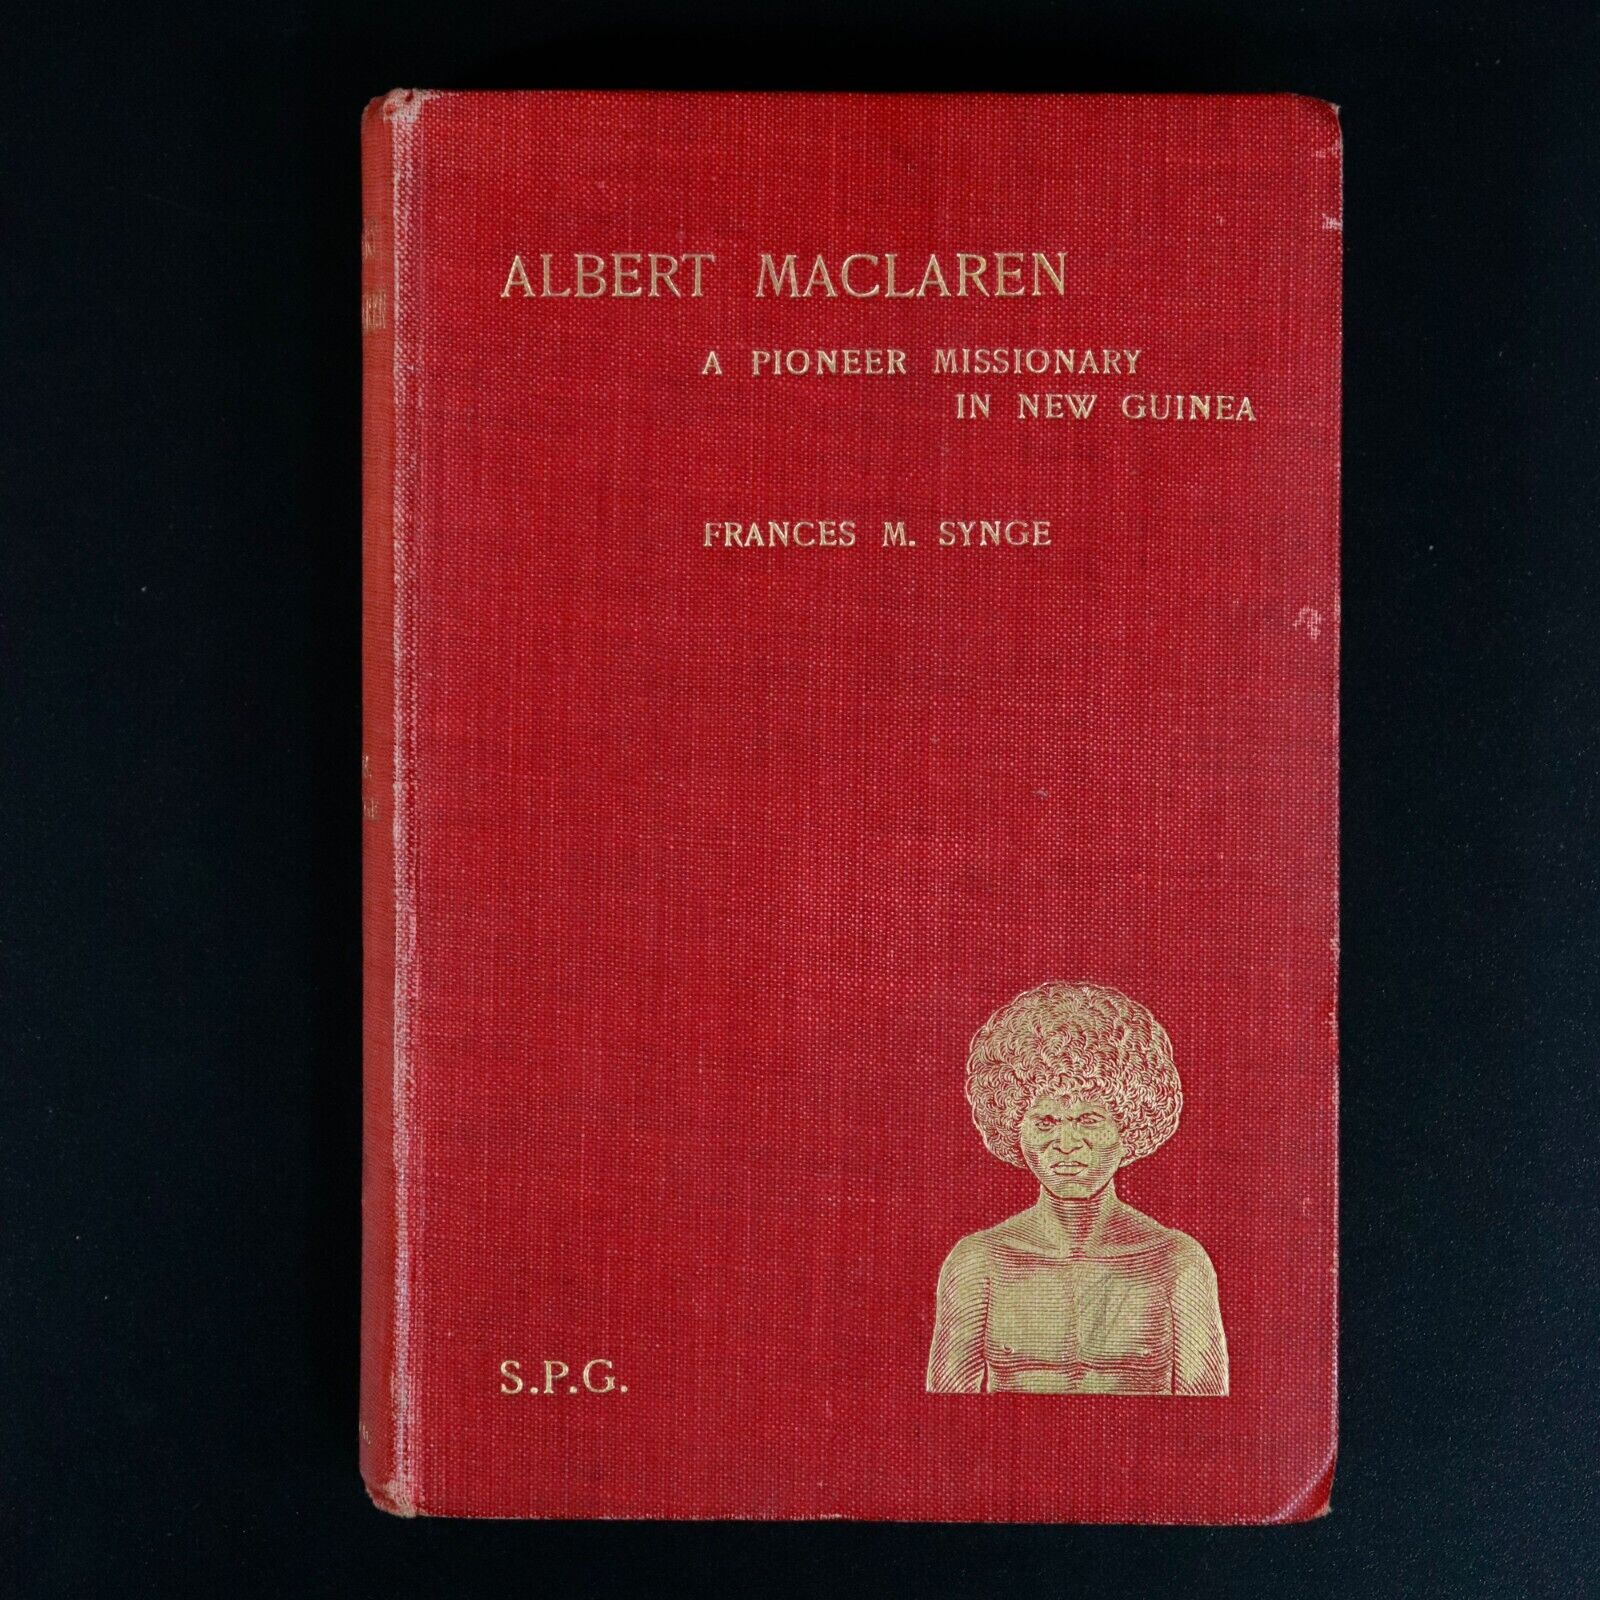 ALBERT MACLAREN
A PIONEER MISSIONARY
IN NEW GUINEA
FRANCES M. SYNGE
S.P.G.